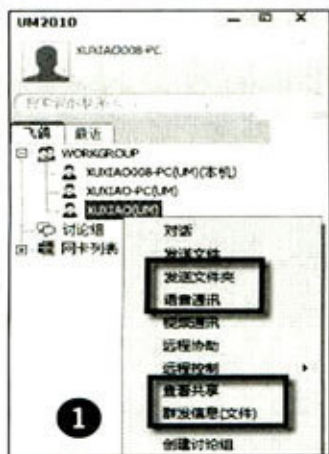 UM2010
XUXIAO008-PC
飞鸽 最近
WORKGROUP
XUXIAO008-PC(UM)(本机)
XUXIAO-PC(UM)
XUXIAO(UM)
讨论组
网卡列表
对话
发送文件
发送文件夹
语音通讯
视频通讯
远程协助
远程控制
查看共享
群发信息(文件)
创建讨论组
1